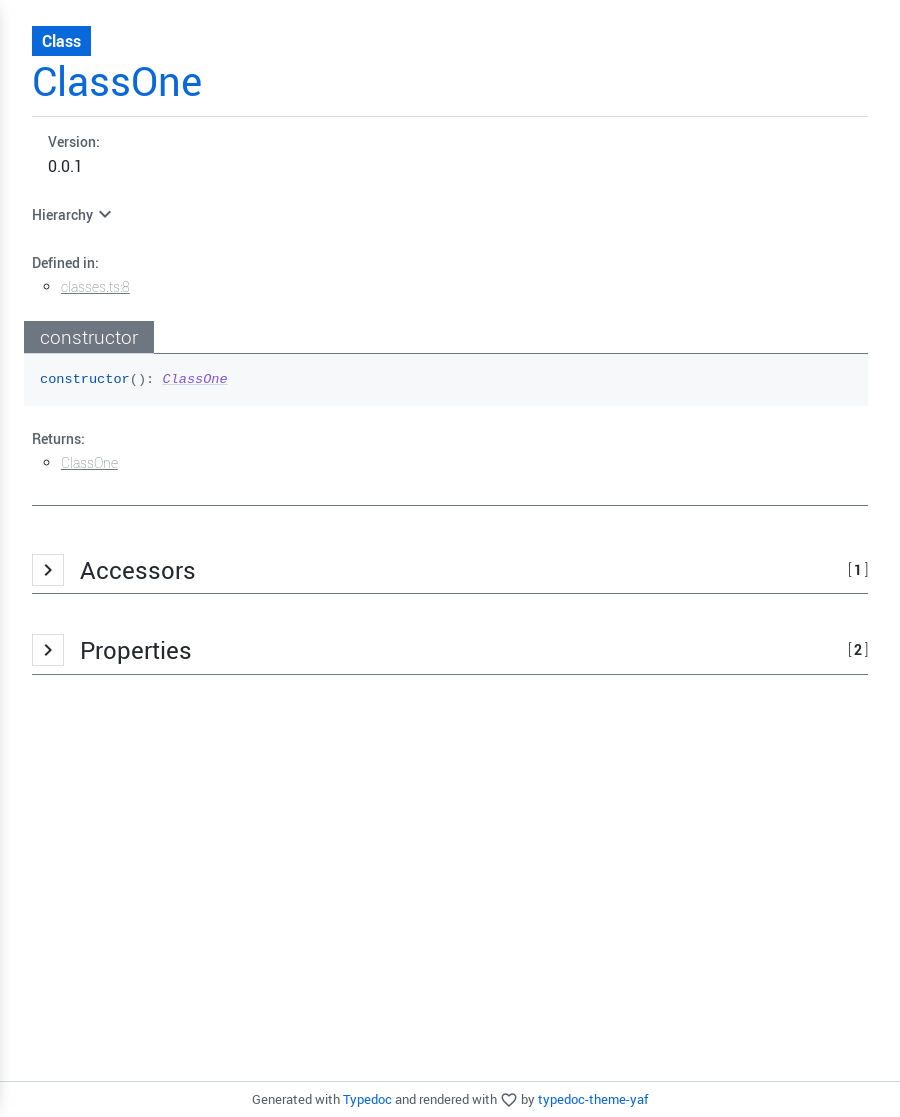 Class
ClassOne
Version:
0.0.1
Hierarchy
Defined in:
classes.ts:8
constructor
constructor(): ClassOne
Returns:
ClassOne
Accessors [ 1 ]
Properties [ 2 ]
Generated with Typedoc and rendered with by typedoc-theme-yaf